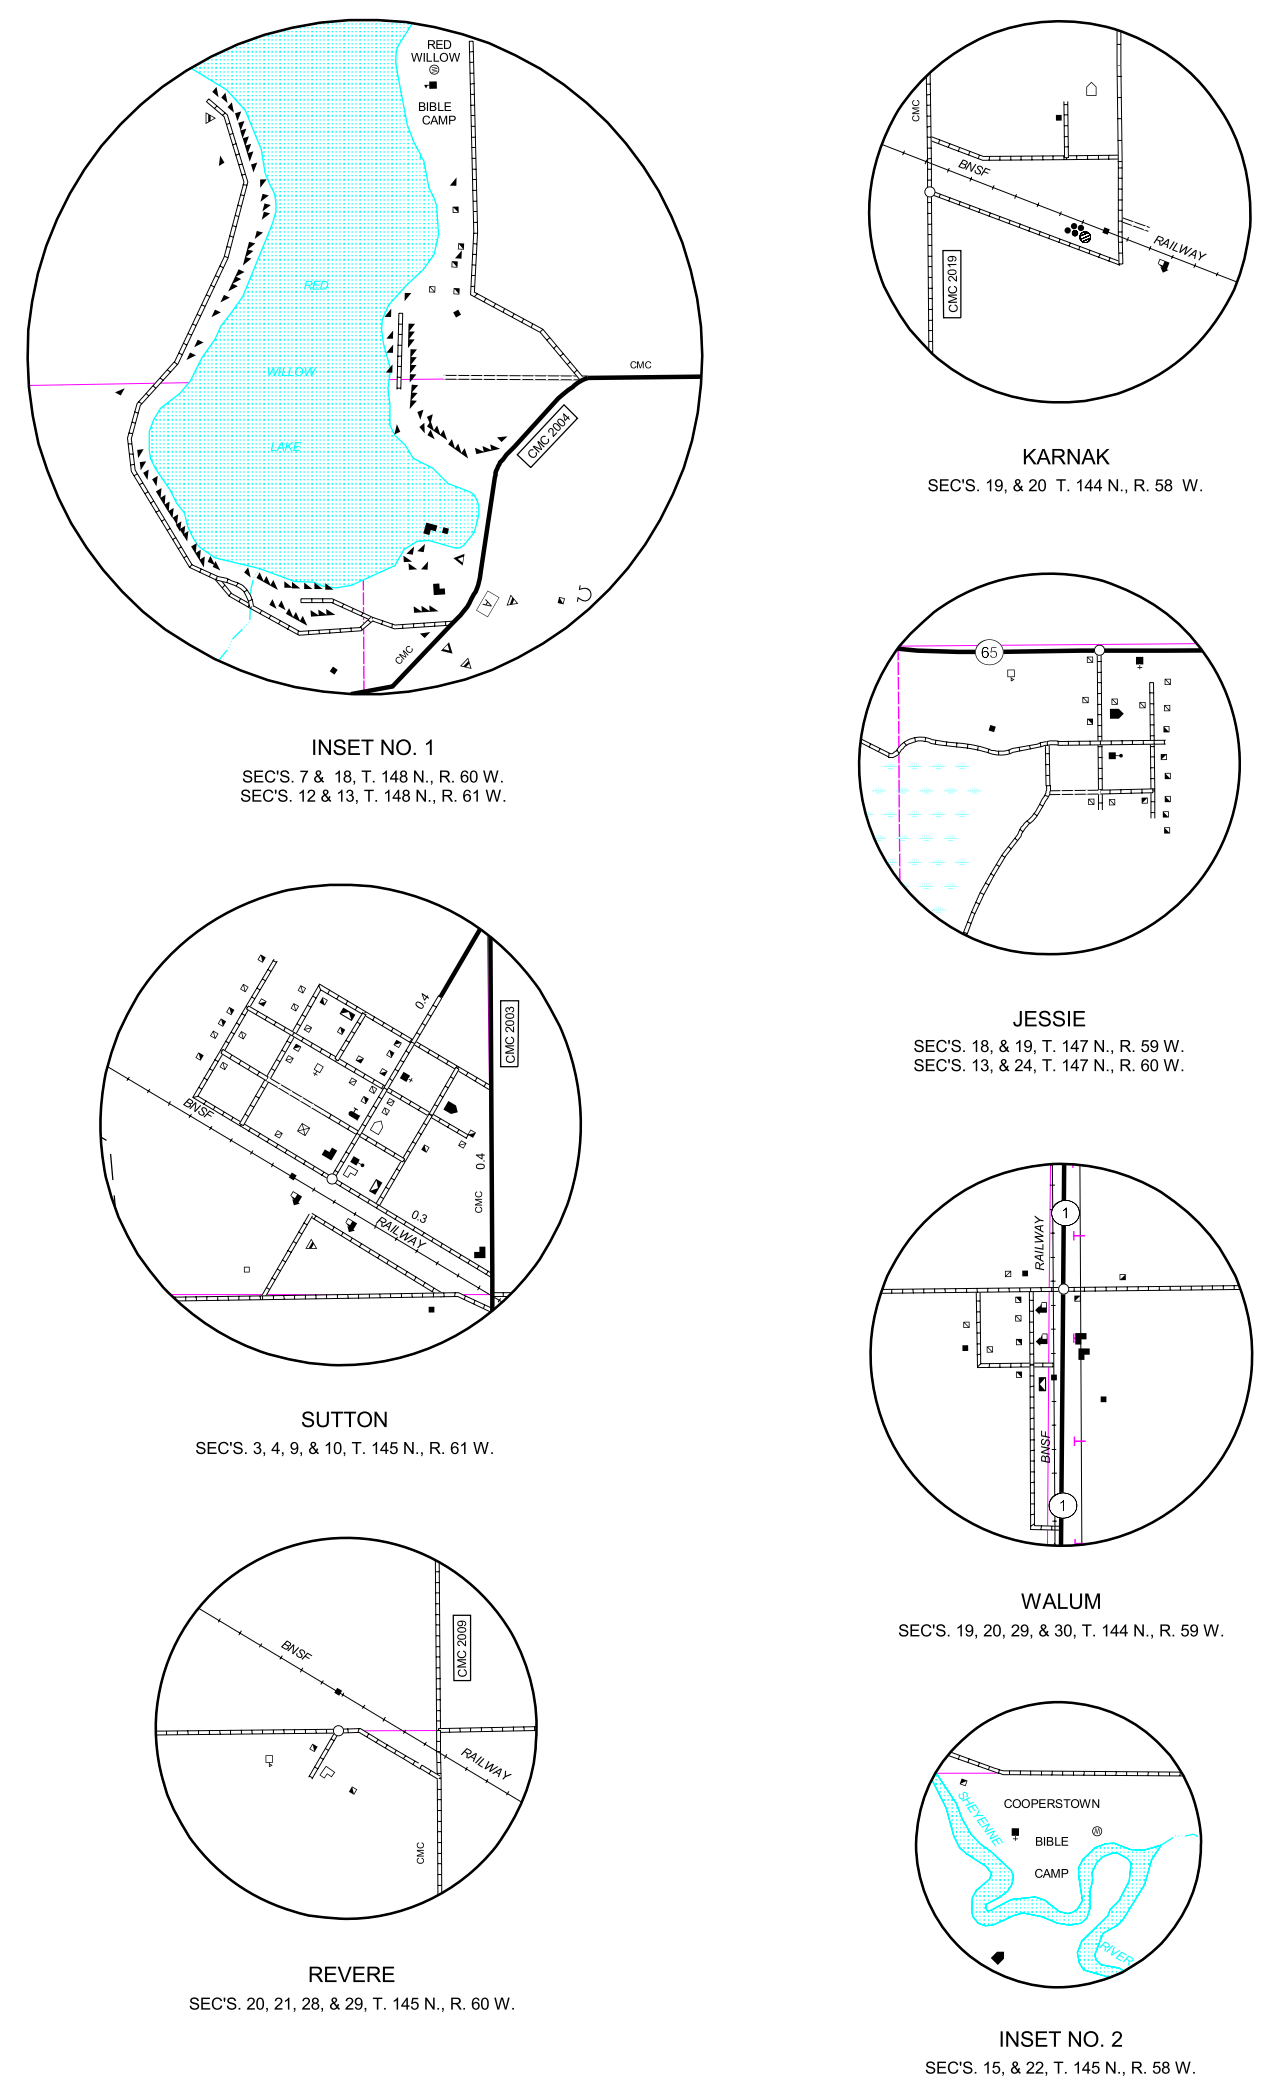 RED
WILLOW
BIBLE
CAMP
RED
WILLOW
LAKE
CMC
CMC 2004
A
CMC
INSET NO. 1
SEC'S. 7 & 18, T. 148 N., R. 60 W.
SEC'S. 12 & 13, T. 148 N., R. 61 W.
CMC
BNSF
RAILWAY
CMC 2019
KARNAK
SEC'S. 19, & 20 T. 144 N., R. 58 W.
65
JESSIE
SEC'S. 18, & 19, T. 147 N., R. 59 W.
SEC'S. 13, & 24, T. 147 N., R. 60 W.
0.4
CMC 2003
BNSF
0.4
CMC
0.3
RAILWAY
SUTTON
SEC'S. 3, 4, 9, & 10, T. 145 N., R. 61 W.
1
RAILWAY
BNSF
1
WALUM
SEC'S. 19, 20, 29, & 30, T. 144 N., R. 59 W.
BNSF
CMC 2009
RAILWAY
CMC
REVERE
SEC'S. 20, 21, 28, & 29, T. 145 N., R. 60 W.
SHEYENNE
COOPERSTOWN
BIBLE
CAMP
RIVER
INSET NO. 2
SEC'S. 15, & 22, T. 145 N., R. 58 W.